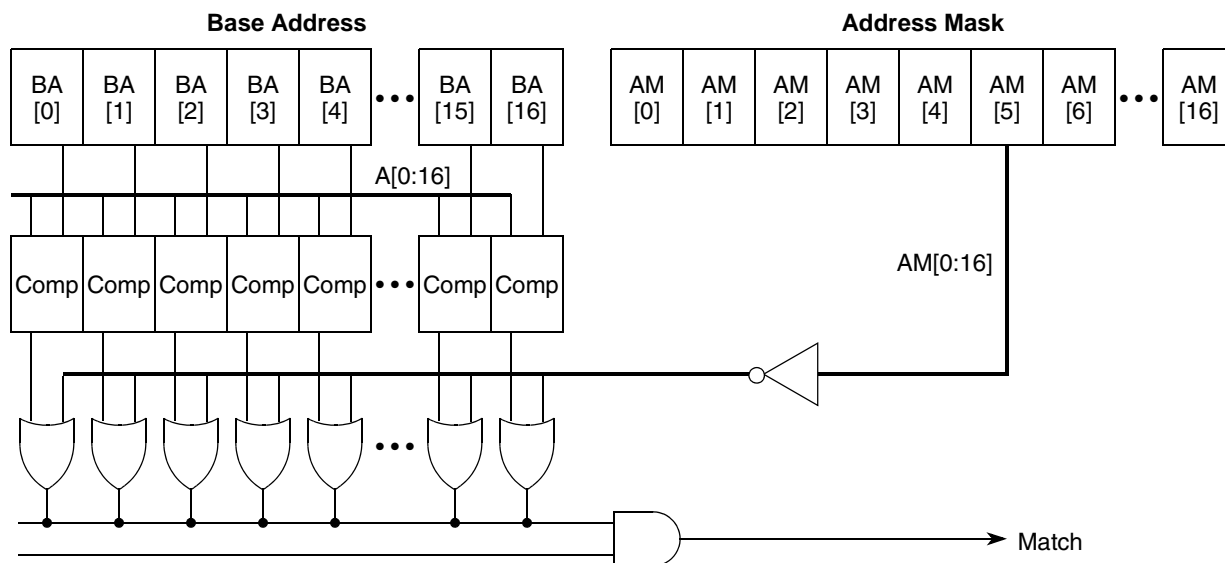 Base Address
Address Mask
BA [0]
BA [1]
BA [2]
BA [3]
BA [4]
BA [15]
BA [16]
AM [0]
AM [1]
AM [2]
AM [3]
AM [4]
AM [5]
AM [6]
AM [16]
A[0:16]
Comp
Comp
Comp
Comp
Comp
Comp
Comp
AM[0:16]
Match